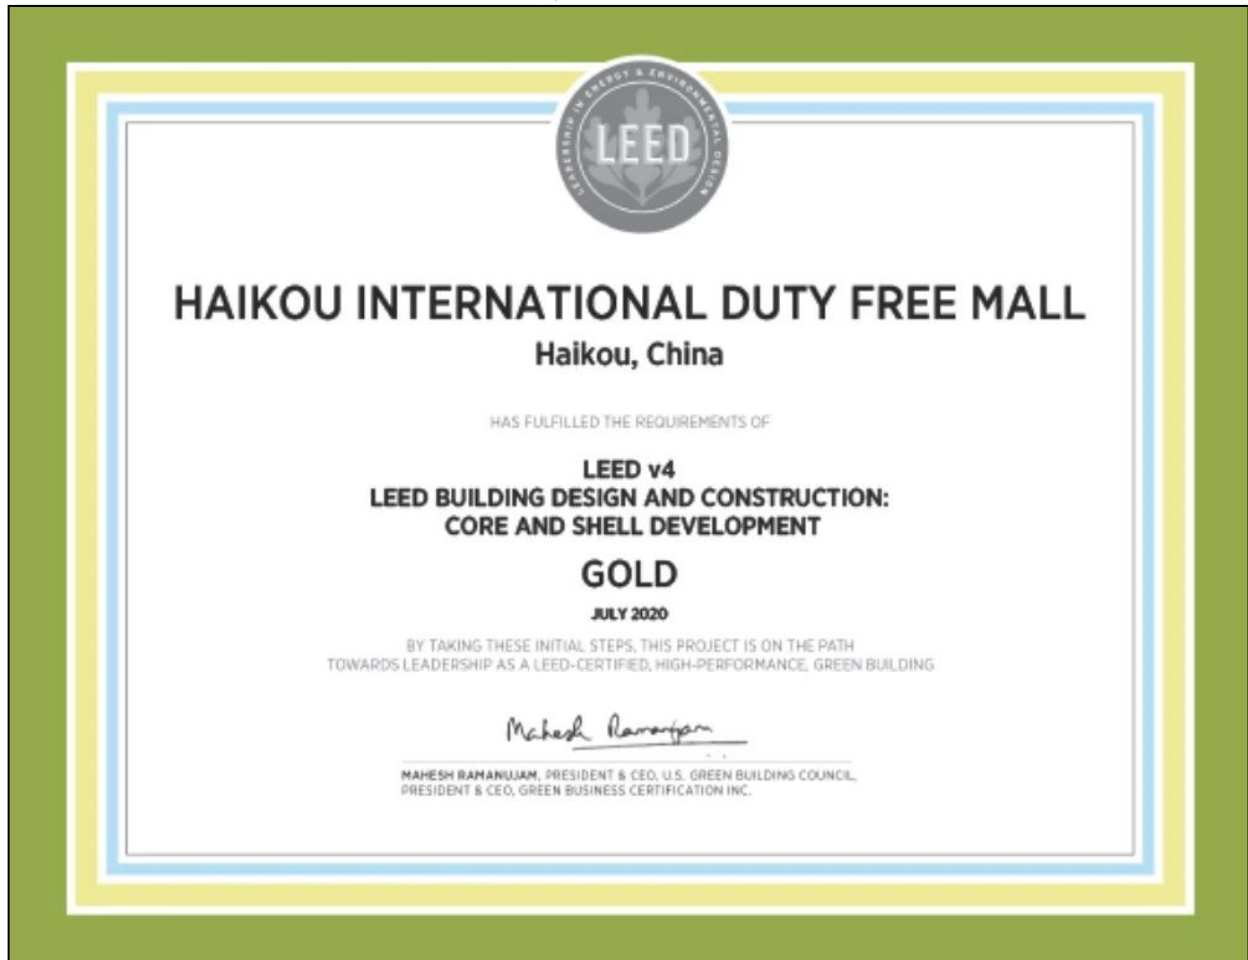 LEADERSHIP IN ENERGY & ENVIRONMENTAL DESIGN
LEED
HAIKOU INTERNATIONAL DUTY FREE MALL
Haikou, China
HAS FULFILLED THE REQUIREMENTS OF
LEED v4
LEED BUILDING DESIGN AND CONSTRUCTION:
CORE AND SHELL DEVELOPMENT
GOLD
JULY 2020
BY TAKING THESE INITIAL STEPS, THIS PROJECT IS ON THE PATH
TOWARDS LEADERSHIP AS A LEED-CERTIFIED, HIGH-PERFORMANCE, GREEN BUILDING
Mahesh Ramanujam
MAHESH RAMANUJAM, PRESIDENT & CEO, U.S. GREEN BUILDING COUNCIL,
PRESIDENT & CEO, GREEN BUSINESS CERTIFICATION INC.